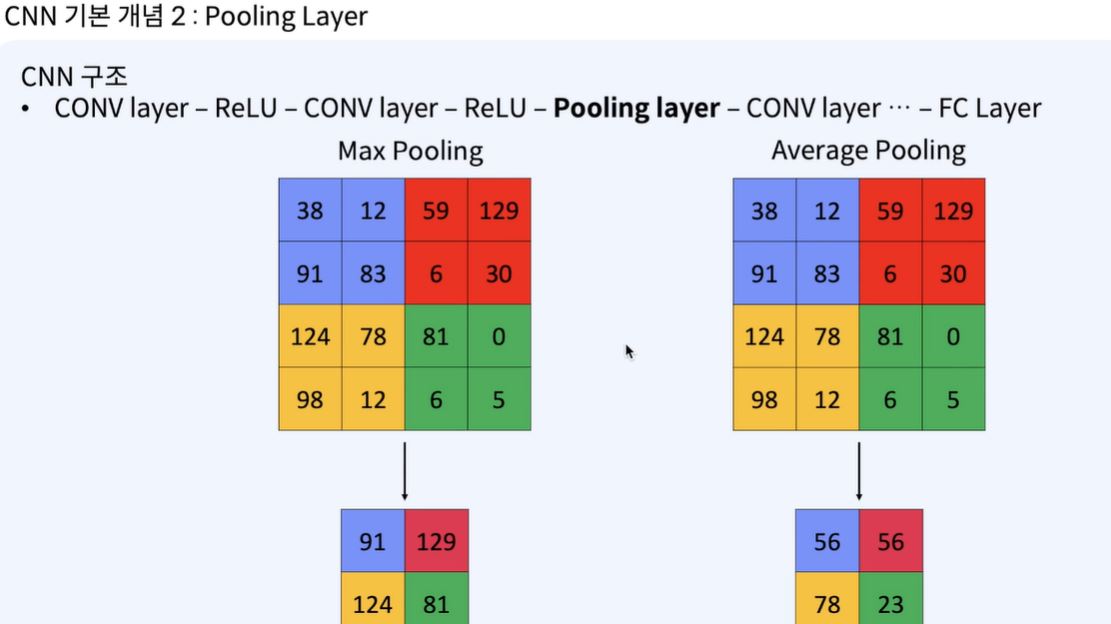 CNN 기본 개념 2 : Pooling Layer
CNN 구조
• CONV layer – ReLU – CONV layer – ReLU – Pooling layer – CONV layer ⋯ – FC Layer
Max Pooling
38 12 59 129
91 83 6 30
124 78 81 0
98 12 6 5
91 129
124 81
Average Pooling
38 12 59 129
91 83 6 30
124 78 81 0
98 12 6 5
56 56
78 23